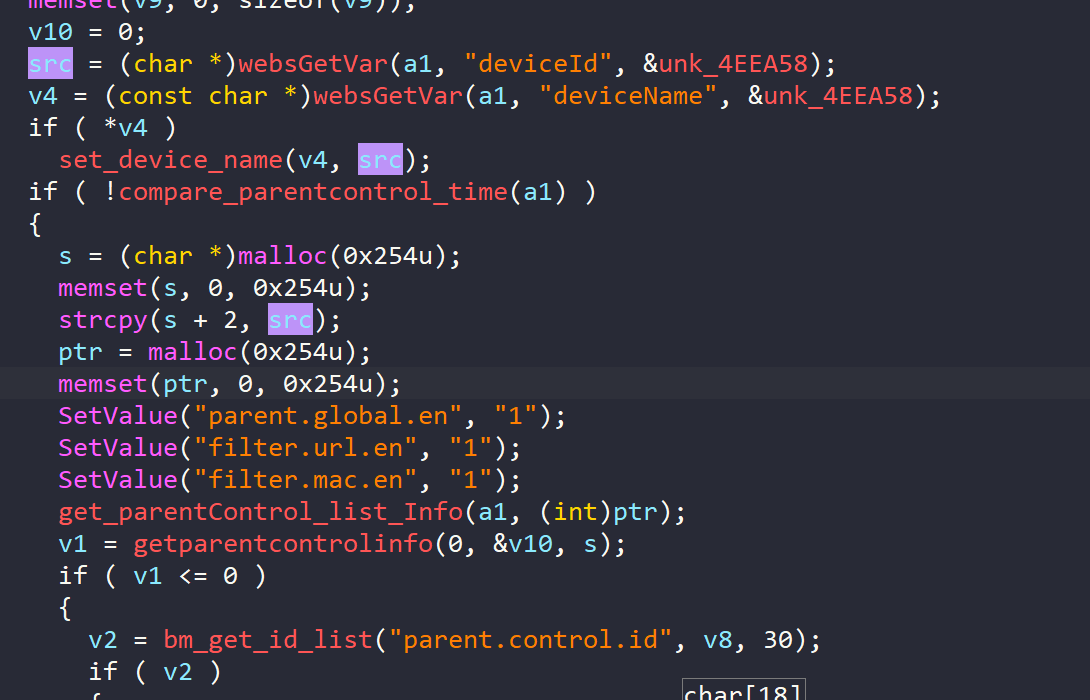 memset(v9, 0, sizeof(v9));
v10 = 0;
src = (char *)websGetVar(a1, "deviceId", &unk_4EEA58);
v4 = (const char *)websGetVar(a1, "deviceName", &unk_4EEA58);
if ( *v4 )
set_device_name(v4, src);
if ( !compare_parentcontrol_time(a1) )
{
s = (char *)malloc(0x254u);
memset(s, 0, 0x254u);
strcpy(s + 2, src);
ptr = malloc(0x254u);
memset(ptr, 0, 0x254u);
SetValue("parent.global.en", "1");
SetValue("filter.url.en", "1");
SetValue("filter.mac.en", "1");
get_parentControl_list_Info(a1, (int)ptr);
v1 = getparentcontrolinfo(0, &v10, s);
if ( v1 <= 0 )
{
v2 = bm_get_id_list("parent.control.id", v8, 30);
if ( v2 )
{
char[18]